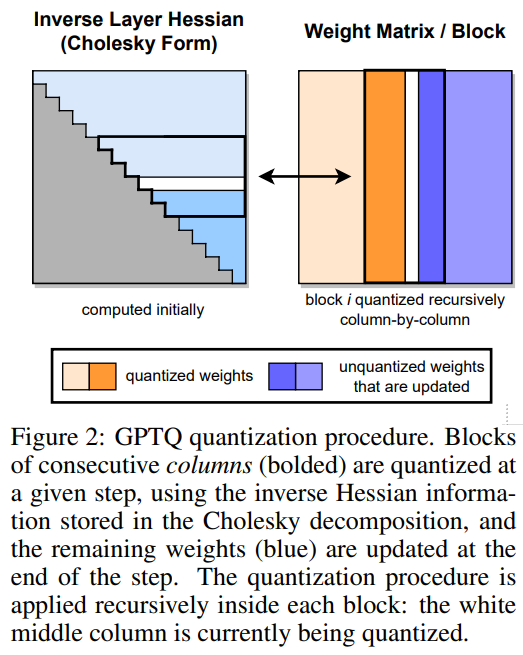 Inverse Layer Hessian
(Cholesky Form)
Weight Matrix / Block
computed initially
block i quantized recursively
column-by-column
quantized weights
unquantized weights
that are updated
Figure 2: GPTQ quantization procedure. Blocks
of consecutive columns (bolded) are quantized at
a given step, using the inverse Hessian informa-
tion stored in the Cholesky decomposition, and
the remaining weights (blue) are updated at the
end of the step. The quantization procedure is
applied recursively inside each block: the white
middle column is currently being quantized.